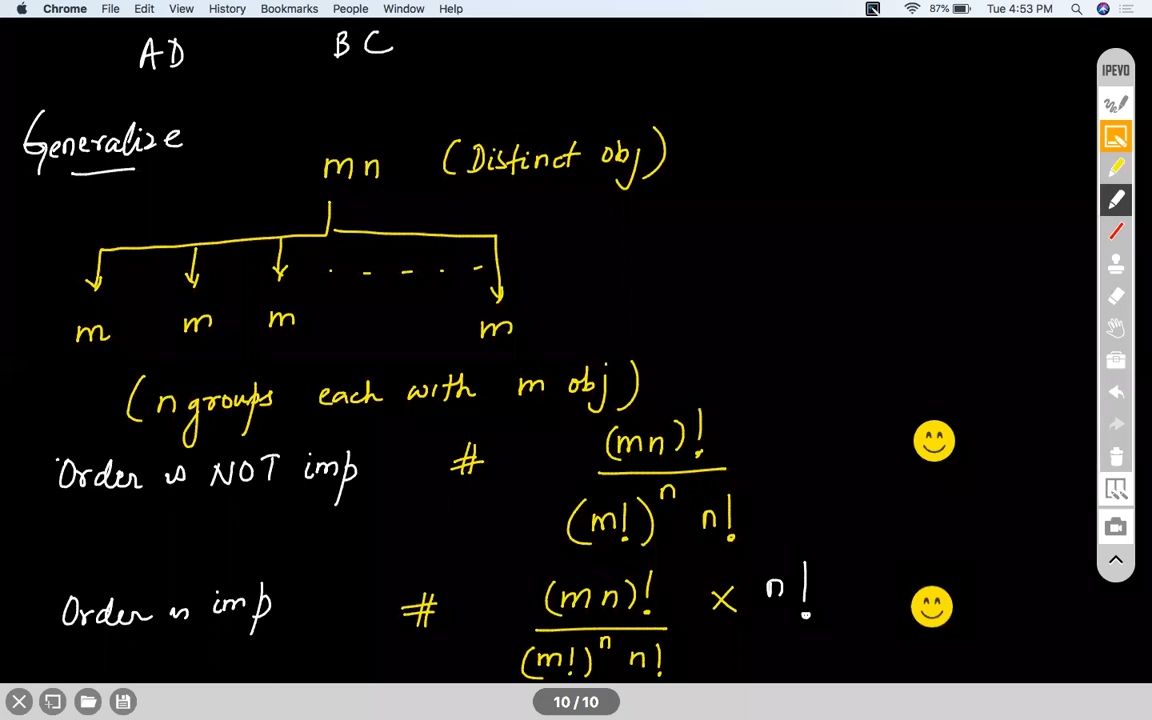 Chrome File Edit View History Bookmarks People Window Help 87% Tue 4:53 PM
AD BC
IPEVO
Generalize
mn (Distinct obj)
m m m . - - . - m
(n groups each with m obj)
Order is NOT imp # (mn)! / (m!)^n n!
Order is imp # (mn)! / (m!)^n n! × n!
10/10